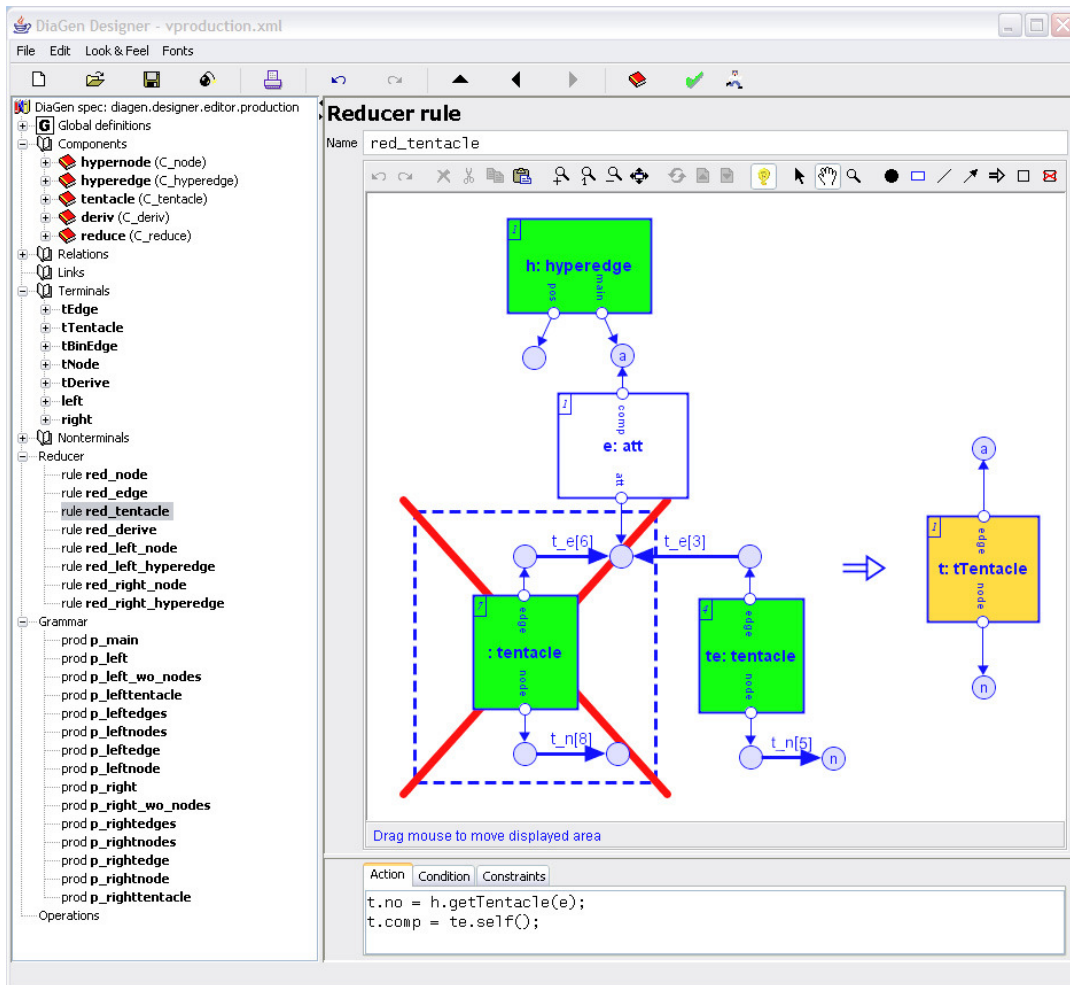 DiaGen Designer - vproduction.xml
File Edit Look & Feel Fonts
DiaGen spec: diagen.designer.editor.production
G Global definitions
Components
hypernode (C_node)
hyperedge (C_hyperedge)
tentacle (C_tentacle)
deriv (C_deriv)
reduce (C_reduce)
Relations
Links
Terminals
tEdge
tTentacle
tBinEdge
tNode
tDerive
left
right
Nonterminals
Reducer
rule red_node
rule red_edge
rule red_tentacle
rule red_derive
rule red_left_node
rule red_left_hyperedge
rule red_right_node
rule red_right_hyperedge
Grammar
prod p_main
prod p_left
prod p_left_wo_nodes
prod p_lefttentacle
prod p_leftedges
prod p_leftnodes
prod p_leftedge
prod p_leftnode
prod p_right
prod p_right_wo_nodes
prod p_rightedges
prod p_rightnodes
prod p_rightedge
prod p_rightnode
prod p_righttentacle
Operations
Reducer rule
Name red_tentacle
1
h: hyperedge
pos main
a
1
comp
e: att
att
t_e[6] t_e[3]
7
edge
: tentacle
node
t_n[8]
4
edge
te: tentacle
node
t_n[5]
n
a
1
edge
t: tTentacle
node
n
Drag mouse to move displayed area
Action Condition Constraints
t.no = h.getTentacle(e);
t.comp = te.self();